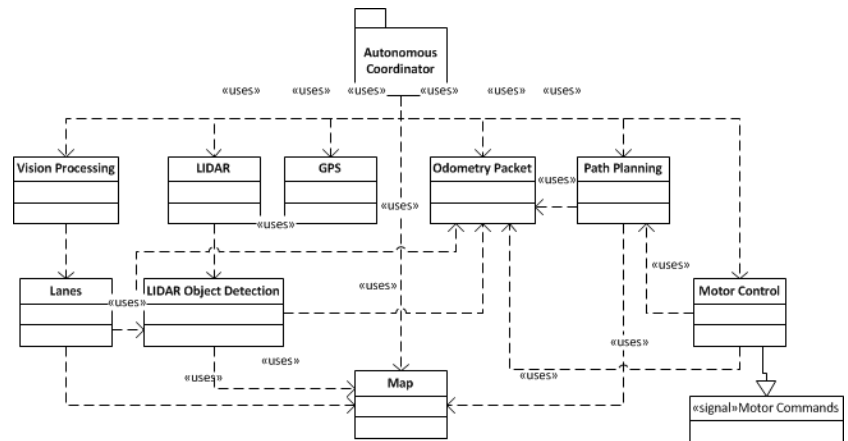 Autonomous
Coordinator
«uses»
«uses»
«uses»
«uses»
«uses»
«uses»
Vision Processing
LIDAR
GPS
Odometry Packet
Path Planning
«uses»
«uses»
«uses»
«uses»
Lanes
«uses»
LIDAR Object Detection
«uses»
Motor Control
«uses»
«uses»
«uses»
Map
«uses»
«signal»Motor Commands